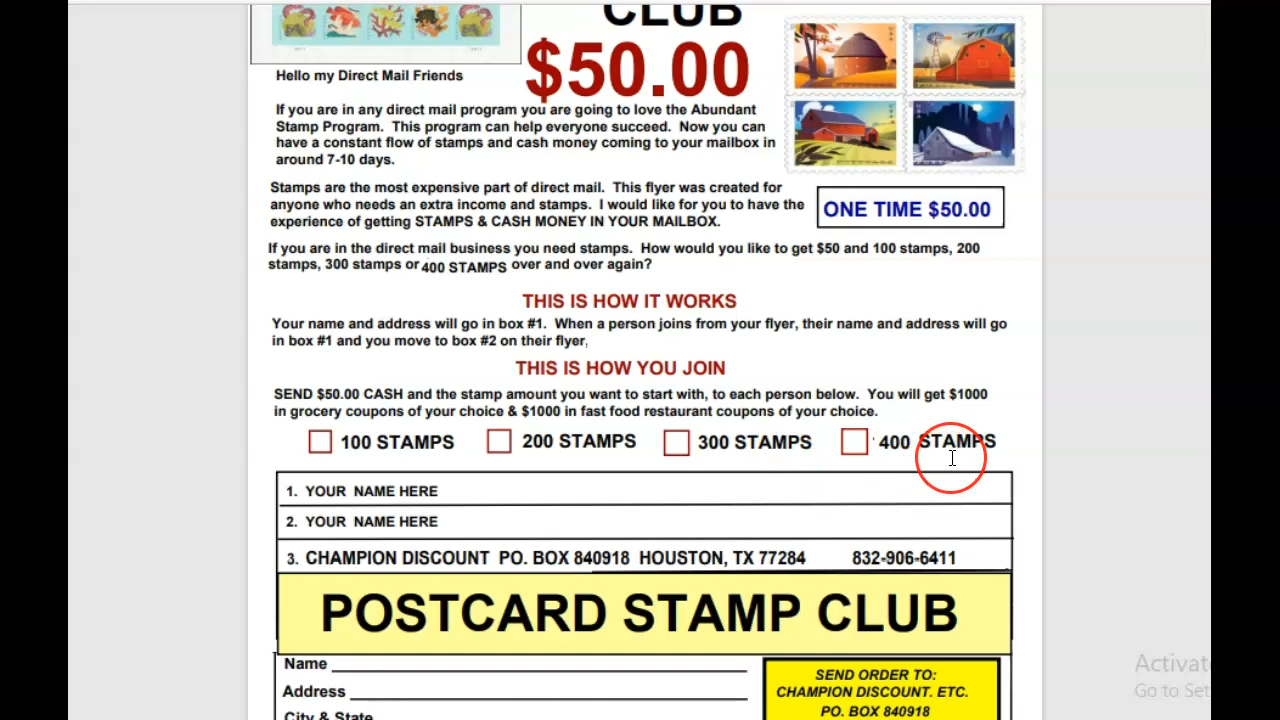 CLUB
$50.00
Hello my Direct Mail Friends
If you are in any direct mail program you are going to love the Abundant
Stamp Program. This program can help everyone succeed. Now you can
have a constant flow of stamps and cash money coming to your mailbox in
around 7-10 days.
Stamps are the most expensive part of direct mail. This flyer was created for
anyone who needs an extra income and stamps. I would like for you to have the
experience of getting STAMPS & CASH MONEY IN YOUR MAILBOX.
ONE TIME $50.00
If you are in the direct mail business you need stamps. How would you like to get $50 and 100 stamps, 200
stamps, 300 stamps or 400 STAMPS over and over again?
THIS IS HOW IT WORKS
Your name and address will go in box #1. When a person joins from your flyer, their name and address will go
in box #1 and you move to box #2 on their flyer,
THIS IS HOW YOU JOIN
SEND $50.00 CASH and the stamp amount you want to start with, to each person below. You will get $1000
in grocery coupons of your choice & $1000 in fast food restaurant coupons of your choice.
100 STAMPS 200 STAMPS 300 STAMPS 400 STAMPS
1. YOUR NAME HERE
2. YOUR NAME HERE
3. CHAMPION DISCOUNT PO. BOX 840918 HOUSTON, TX 77284 832-906-6411
POSTCARD STAMP CLUB
Name
Address
City & State
SEND ORDER TO:
CHAMPION DISCOUNT. ETC.
PO. BOX 840918
Activat
Go to Set